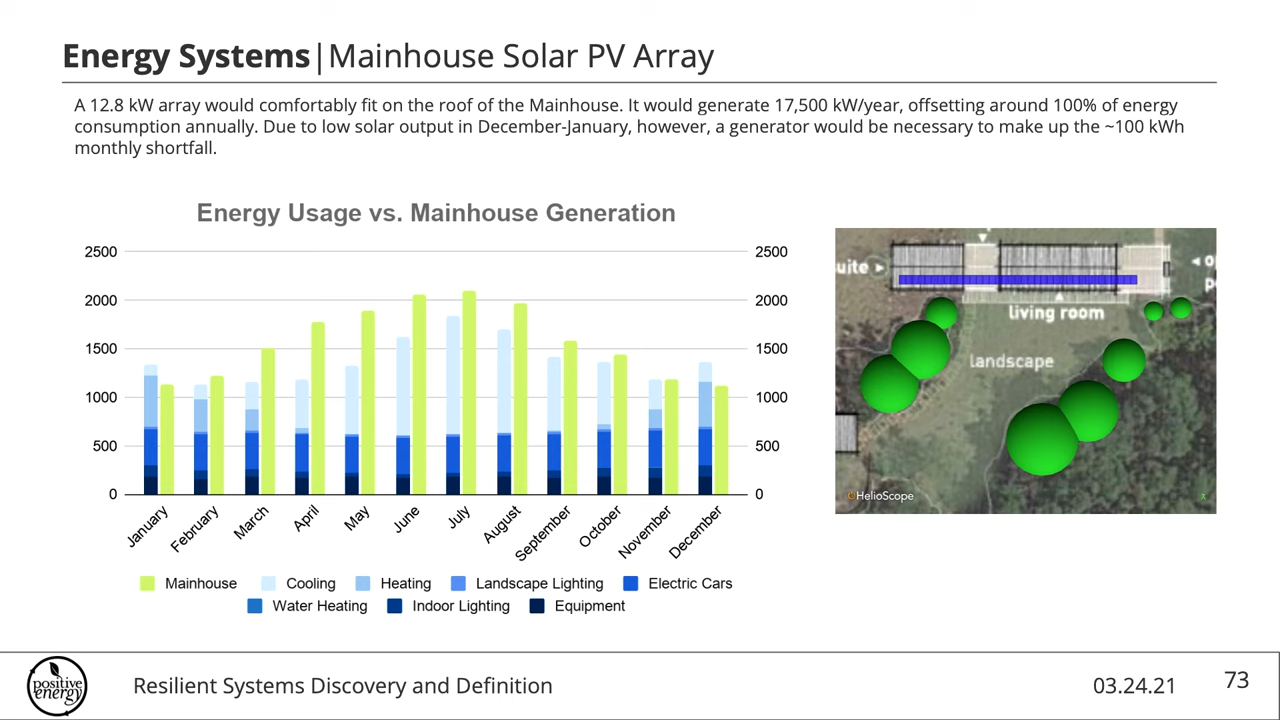 Energy Systems|Mainhouse Solar PV Array
A 12.8 kW array would comfortably fit on the roof of the Mainhouse. It would generate 17,500 kW/year, offsetting around 100% of energy
consumption annually. Due to low solar output in December-January, however, a generator would be necessary to make up the ~100 kWh
monthly shortfall.
Energy Usage vs. Mainhouse Generation
2500 2500
2000 2000
1500 1500
1000 1000
500 500
0 0
January February March April May June July August September October November December
Mainhouse Cooling Heating Landscape Lighting Electric Cars
Water Heating Indoor Lighting Equipment
living room
landscape
HelioScope
positive
energy
Resilient Systems Discovery and Definition
03.24.21
73